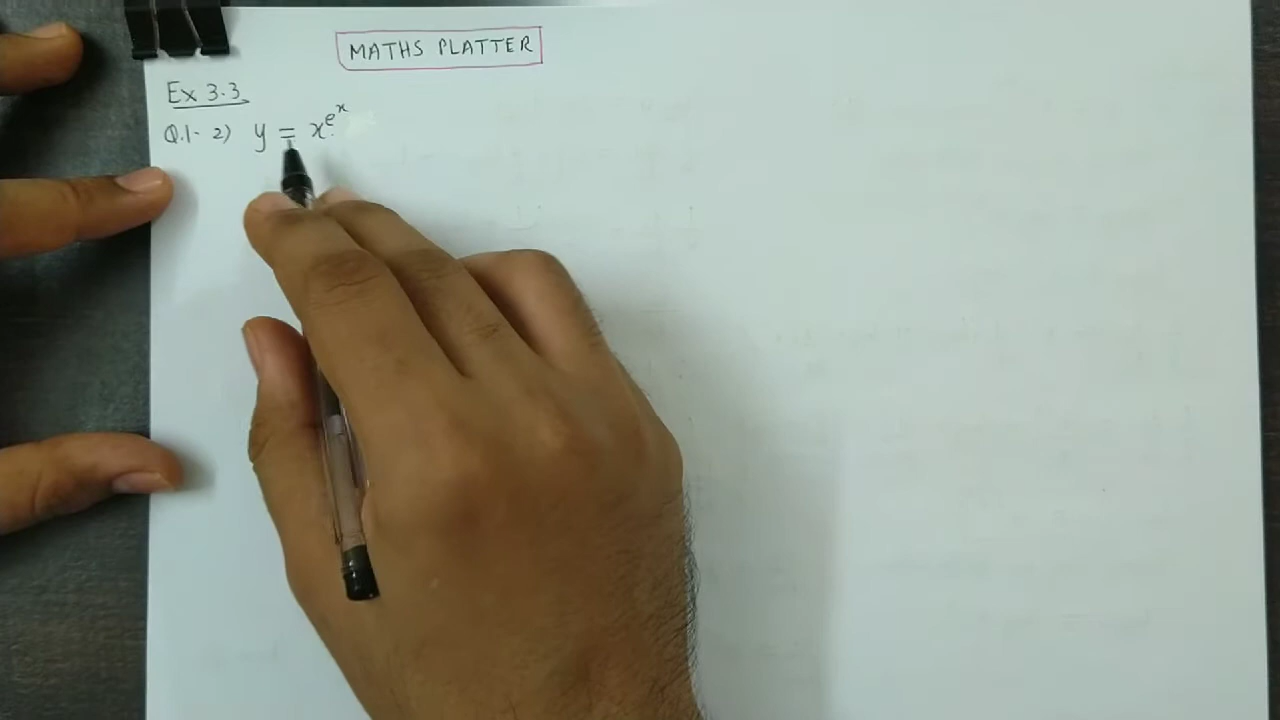 MATHS PLATTER
Ex 3.3
Q.1- 2) y = x^{e^x}